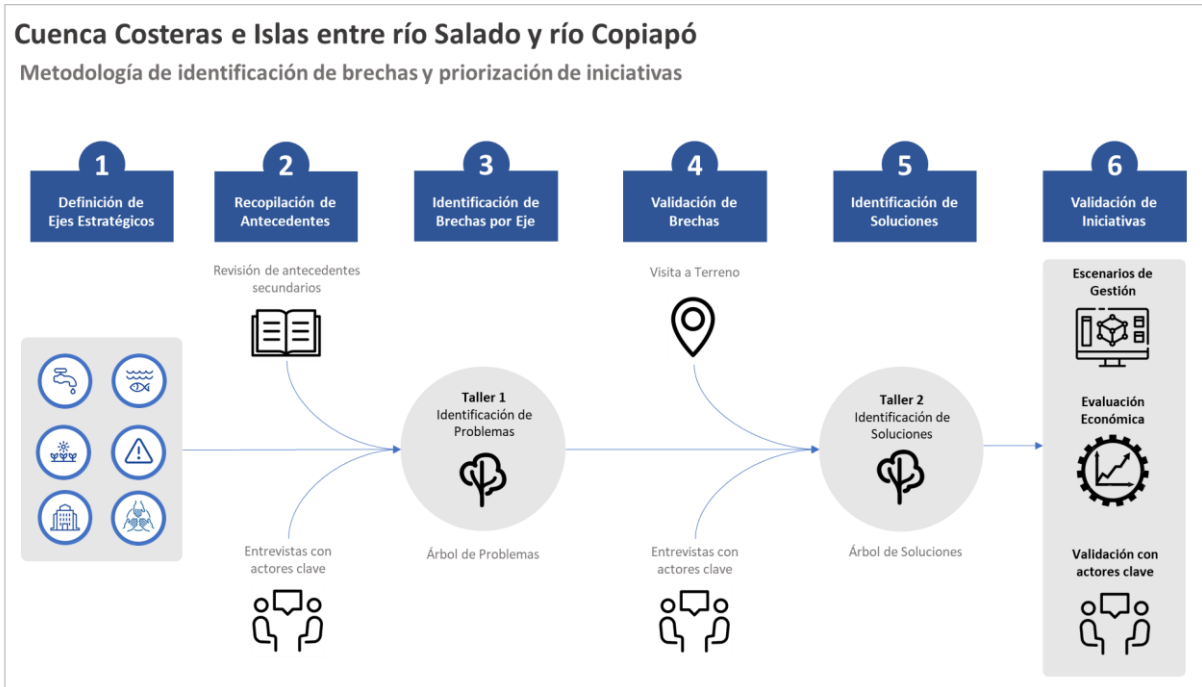 Cuenca Costeras e Islas entre río Salado y río Copiapó
Metodología de identificación de brechas y priorización de iniciativas
1
Definición de
Ejes Estratégicos
2
Recopilación de
Antecedentes
3
Identificación de
Brechas por Eje
4
Validación de
Brechas
5
Identificación de
Soluciones
6
Validación de
Iniciativas
Revisión de antecedentes
secundarios
Entrevistas con
actores clave
Taller 1
Identificación de
Problemas
Árbol de Problemas
Visita a Terreno
Entrevistas con
actores clave
Taller 2
Identificación de
Soluciones
Árbol de Soluciones
Escenarios de
Gestión
Evaluación
Económica
Validación con
actores clave